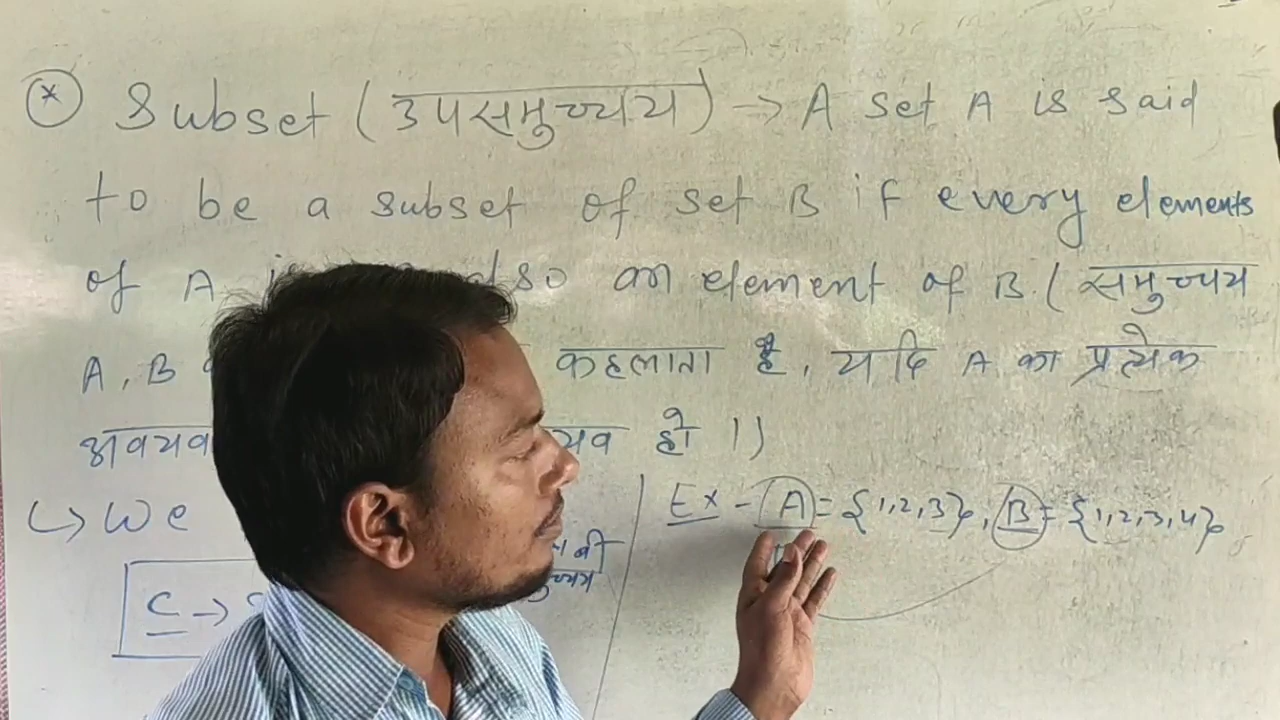 * Subset (उपसमुच्चय) → A set A is said
to be a subset of set B if every elements
of A also an element of B (समुच्चय
A, B कहलाता है, यदि A का प्रत्येक
अवयव हो ।)
↳ We
Ex - A = {1,2,3}, B = {1,2,3,4}
की
C →